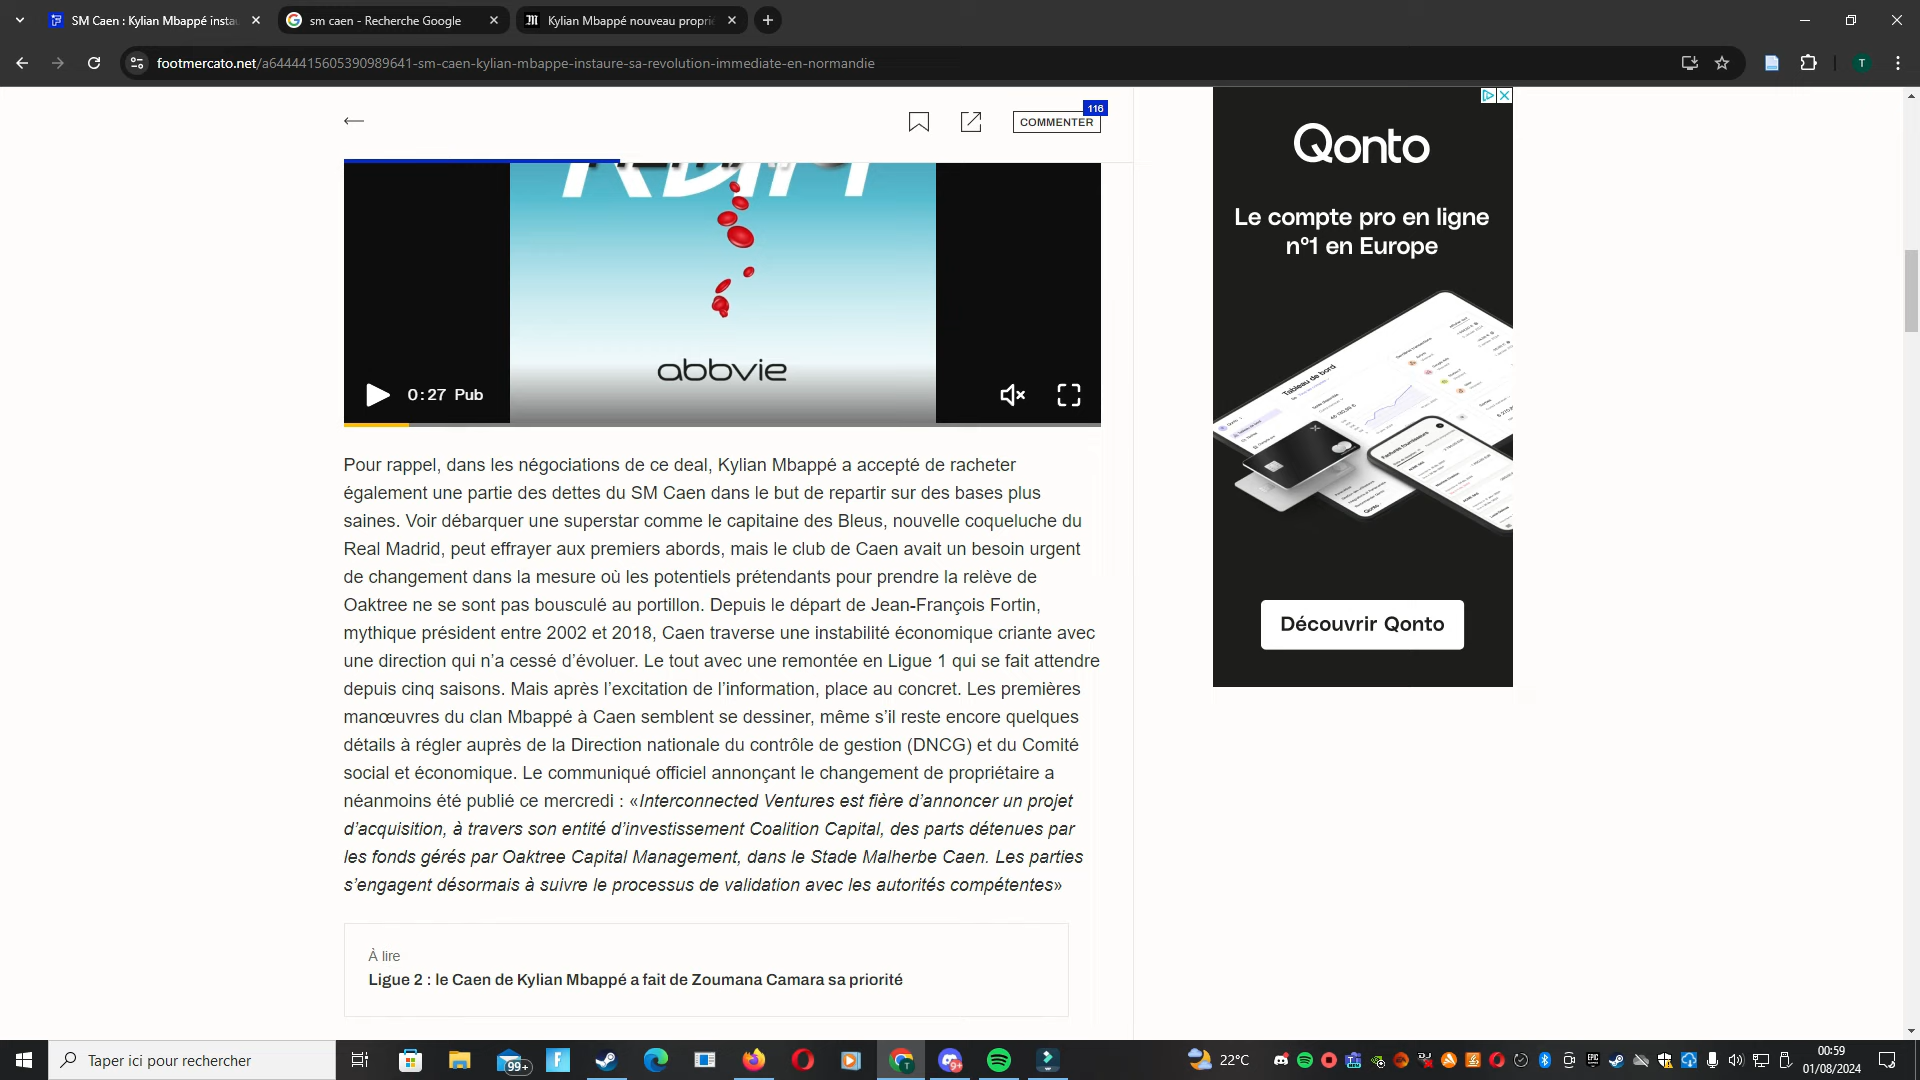 SM Caen : Kylian Mbappé insta
sm caen - Recherche Google
Kylian Mbappé nouveau propri
footmercato.net/a6444415605390989641-sm-caen-kylian-mbappe-instaure-sa-revolution-immediate-en-normandie
T
116
COMMENTER
abbvie
0:27 Pub
Pour rappel, dans les négociations de ce deal, Kylian Mbappé a accepté de racheter
également une partie des dettes du SM Caen dans le but de repartir sur des bases plus
saines. Voir débarquer une superstar comme le capitaine des Bleus, nouvelle coqueluche du
Real Madrid, peut effrayer aux premiers abords, mais le club de Caen avait un besoin urgent
de changement dans la mesure où les potentiels prétendants pour prendre la relève de
Oaktree ne se sont pas bousculé au portillon. Depuis le départ de Jean-François Fortin,
mythique président entre 2002 et 2018, Caen traverse une instabilité économique criante avec
une direction qui n’a cessé d’évoluer. Le tout avec une remontée en Ligue 1 qui se fait attendre
depuis cinq saisons. Mais après l’excitation de l’information, place au concret. Les premières
manœuvres du clan Mbappé à Caen semblent se dessiner, même s’il reste encore quelques
détails à régler auprès de la Direction nationale du contrôle de gestion (DNCG) et du Comité
social et économique. Le communiqué officiel annonçant le changement de propriétaire a
néanmoins été publié ce mercredi : «Interconnected Ventures est fière d’annoncer un projet
d’acquisition, à travers son entité d’investissement Coalition Capital, des parts détenues par
les fonds gérés par Oaktree Capital Management, dans le Stade Malherbe Caen. Les parties
s’engagent désormais à suivre le processus de validation avec les autorités compétentes»
À lire
Ligue 2 : le Caen de Kylian Mbappé a fait de Zoumana Camara sa priorité
Qonto
Le compte pro en ligne
n°1 en Europe
Tableau de bord
Découvrir Qonto
Taper ici pour rechercher
99+
22°C
00:59
01/08/2024